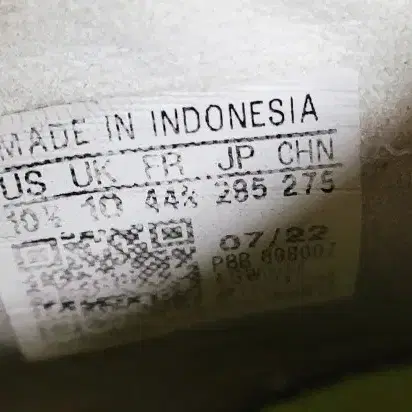 MADE IN INDONESIA
US UK FR JP CHN
10½ 10 44⅔ 285 275
07/22